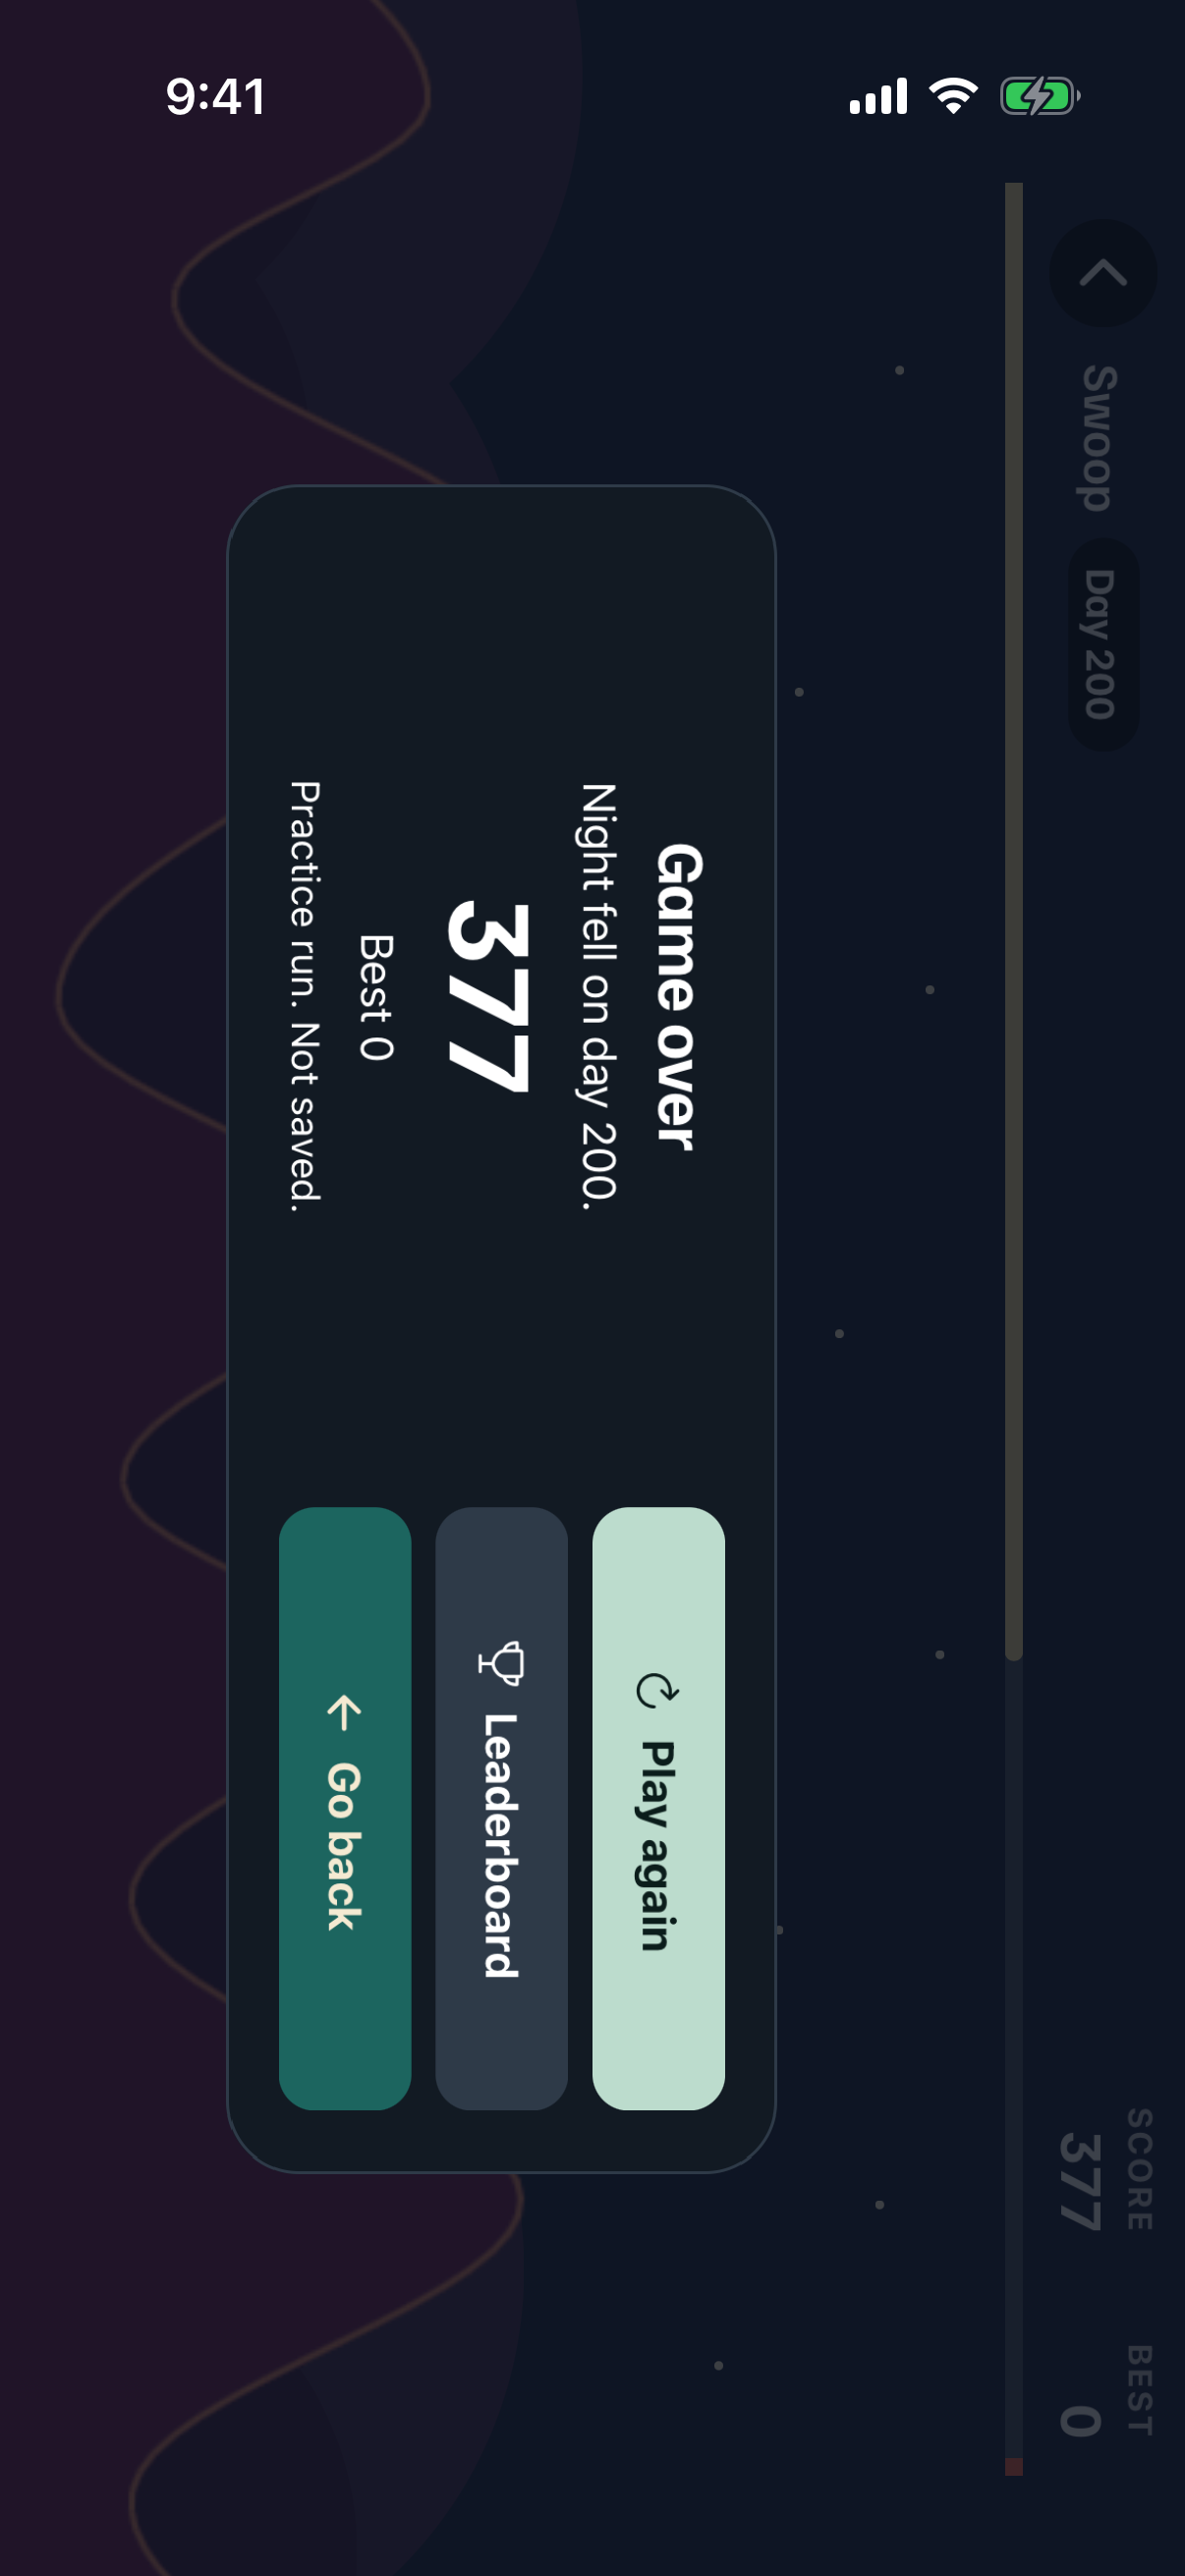 9:41
Swoop
Day 200
SCORE
377
BEST
0
Game over
Night fell on day 200.
377
Best 0
Practice run. Not saved.
Play again
Leaderboard
Go back